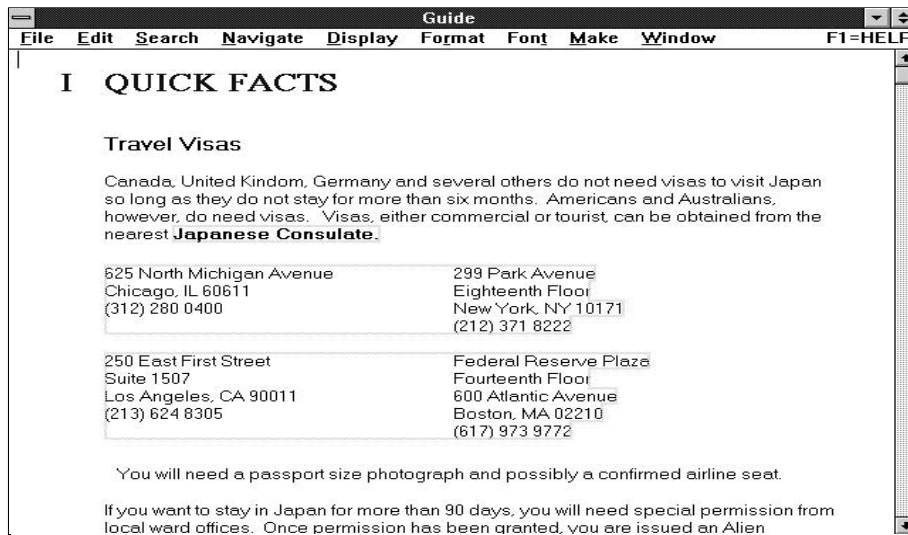 Guide
File Edit Search Navigate Display Format Font Make Window F1=HELP
I QUICK FACTS
Travel Visas
Canada, United Kindom, Germany and several others do not need visas to visit Japan
so long as they do not stay for more than six months. Americans and Australians,
however, do need visas. Visas, either commercial or tourist, can be obtained from the
nearest Japanese Consulate.
625 North Michigan Avenue 299 Park Avenue
Chicago, IL 60611 Eighteenth Floor
(312) 280 0400 New York, NY 10171
(212) 371 8222
250 East First Street Federal Reserve Plaza
Suite 1507 Fourteenth Floor
Los Angeles, CA 90011 600 Atlantic Avenue
(213) 624 8305 Boston, MA 02210
(617) 973 9772
You will need a passport size photograph and possibly a confirmed airline seat.
If you want to stay in Japan for more than 90 days, you will need special permission from
local ward offices. Once permission has been granted, you are issued an Alien